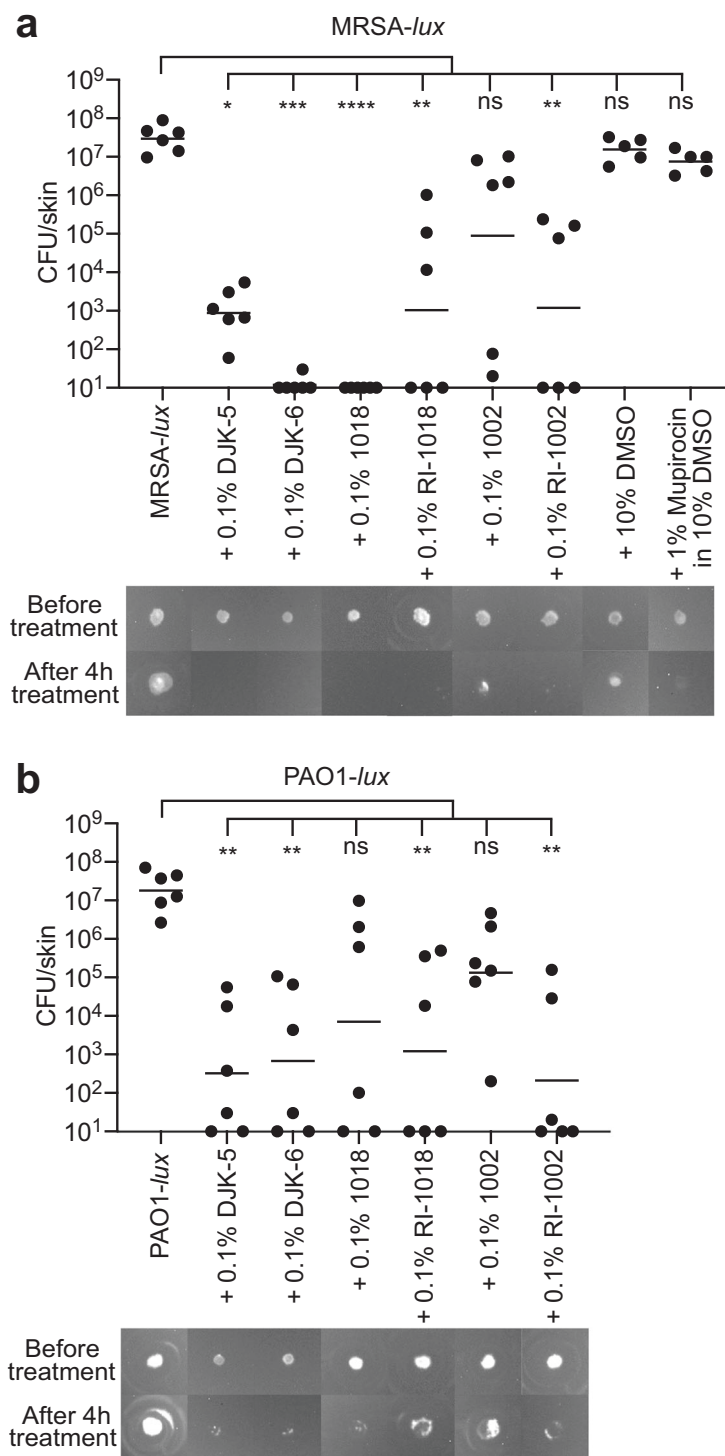 a
MRSA-lux
CFU/skin
10⁹
10⁸
10⁷
10⁶
10⁵
10⁴
10³
10²
10¹
* *** **** ** ns ** ns ns
MRSA-lux
+ 0.1% DJK-5
+ 0.1% DJK-6
+ 0.1% 1018
+ 0.1% RI-1018
+ 0.1% 1002
+ 0.1% RI-1002
+ 10% DMSO
+ 1% Mupirocin
in 10% DMSO
Before
treatment
After 4h
treatment
b
PAO1-lux
CFU/skin
10⁹
10⁸
10⁷
10⁶
10⁵
10⁴
10³
10²
10¹
** ** ns ** ns **
PAO1-lux
+ 0.1% DJK-5
+ 0.1% DJK-6
+ 0.1% 1018
+ 0.1% RI-1018
+ 0.1% 1002
+ 0.1% RI-1002
Before
treatment
After 4h
treatment